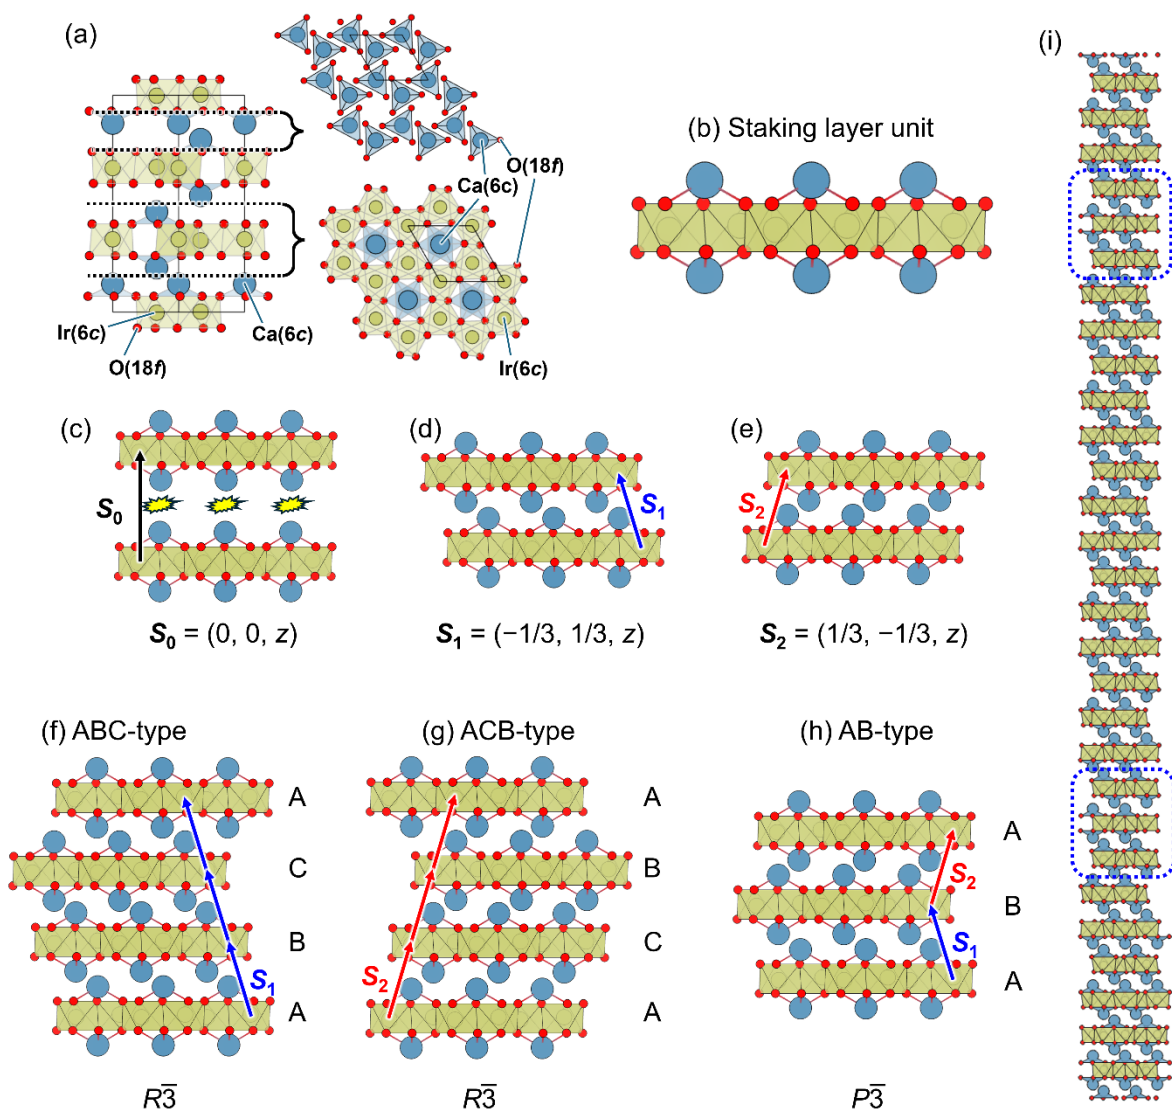 (a)
O(18f)
Ca(6c)
Ir(6c)
Ca(6c)
O(18f)
Ir(6c)
(b) Staking layer unit
(i)
(c)
S₀
S₀ = (0, 0, z)
(d)
S₁
S₁ = (−1/3, 1/3, z)
(e)
S₂
S₂ = (1/3, −1/3, z)
(f) ABC-type
A
C
B
S₁
A
R3̅
(g) ACB-type
A
B
C
S₂
A
R3̅
(h) AB-type
A
S₂
B
S₁
A
P3̅